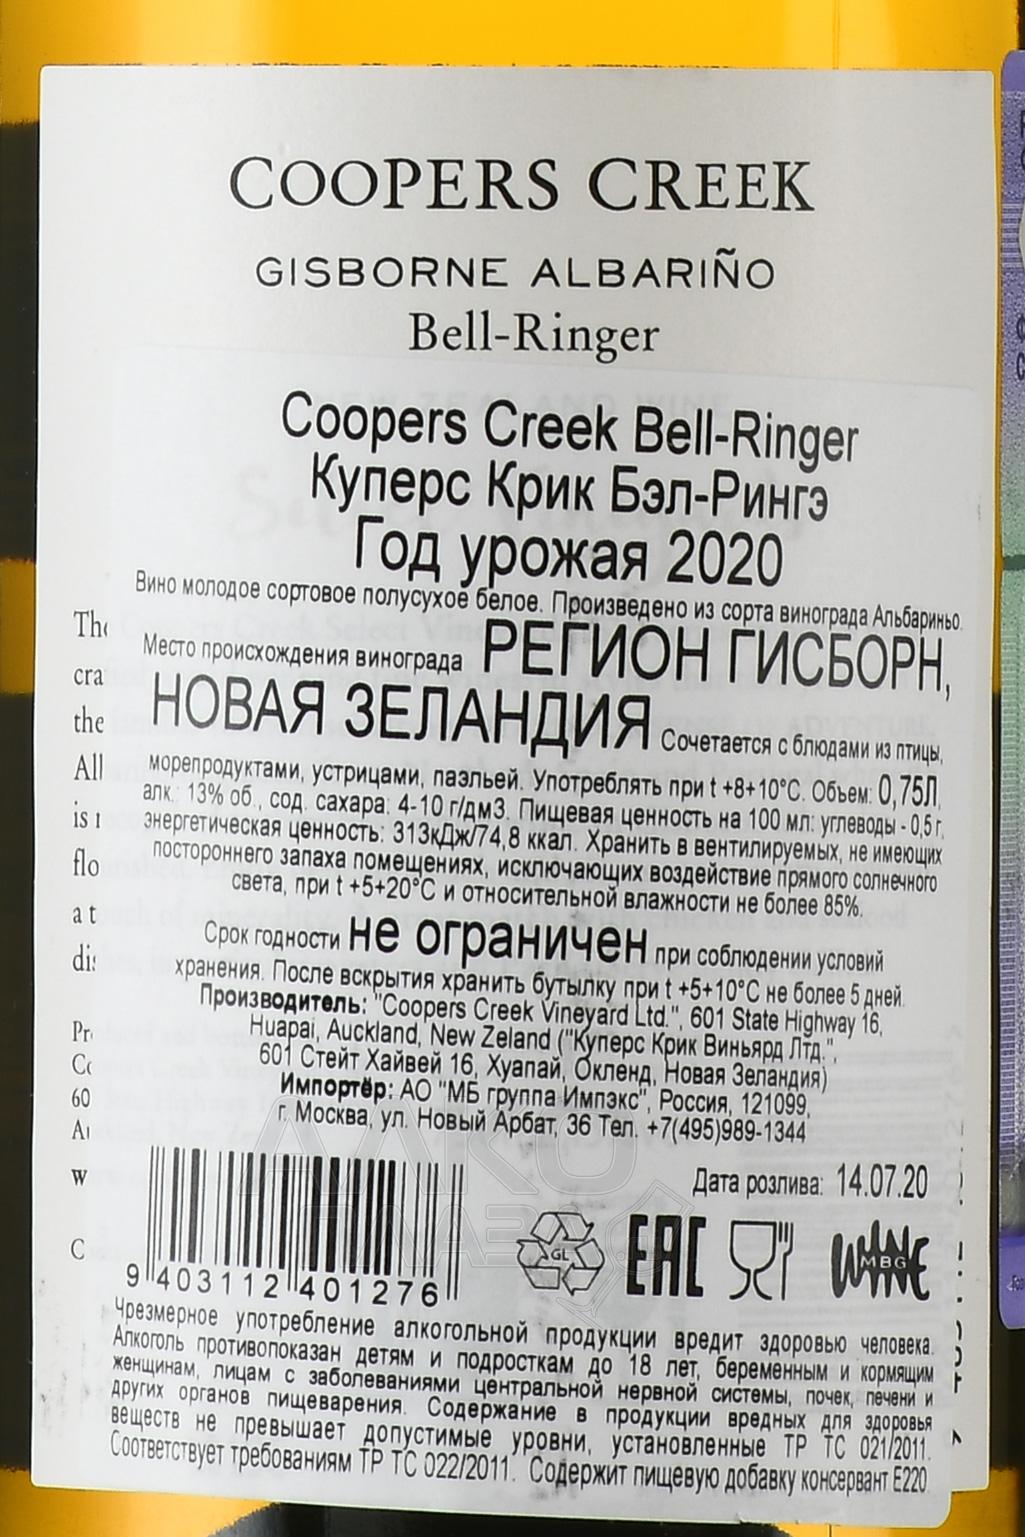 COOPERS CREEK
GISBORNE ALBARIÑO
Bell-Ringer
Coopers Creek Bell-Ringer
Куперс Крик Бэл-Рингэ
Год урожая 2020
Вино молодое сортовое полусухое белое. Произведено из сорта винограда Альбариньо.
Место происхождения винограда РЕГИОН ГИСБОРН,
НОВАЯ ЗЕЛАНДИЯ Сочетается с блюдами из птицы,
морепродуктами, устрицами, паэльей. Употреблять при t +8+10°С. Объем: 0,75Л,
алк. 13% об., сод. сахара: 4-10 г/дм3. Пищевая ценность на 100 мл: углеводы - 0,5 г,
энергетическая ценность: 313кДж/74,8 ккал. Хранить в вентилируемых, не имеющих
постороннего запаха помещениях, исключающих воздействие прямого солнечного
света, при t +5+20°С и относительной влажности не более 85%.
Срок годности не ограничен при соблюдении условий
хранения. После вскрытия хранить бутылку при t +5+10°С не более 5 дней.
Производитель: "Coopers Creek Vineyard Ltd.", 601 State Highway 16,
Huapai, Auckland, New Zeland ("Куперс Крик Виньярд Лтд.",
601 Стейт Хайвей 16, Хуапай, Окленд, Новая Зеландия)
Импортёр: АО "МБ группа Импэкс", Россия, 121099,
г. Москва, ул. Новый Арбат, 36 Тел. +7(495)989-1344
Дата розлива: 14.07.20
GL EAC WINE MBG
9 403112 401276
Чрезмерное употребление алкогольной продукции вредит здоровью человека.
Алкоголь противопоказан детям и подросткам до 18 лет, беременным и кормящим
женщинам, лицам с заболеваниями центральной нервной системы, почек, печени и
других органов пищеварения. Содержание в продукции вредных для здоровья
веществ не превышает допустимые уровни, установленные ТР ТС 021/2011.
Соответствует требованиям ТР ТС 022/2011. Содержит пищевую добавку консервант Е220